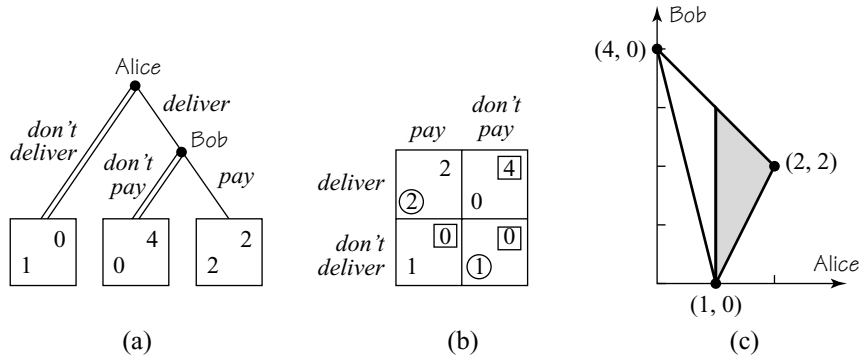 Alice
deliver
don't
deliver
Bob
don't
pay
pay
0
1
4
0
2
2
(a)
pay
don't
pay
deliver
2
2
4
0
don't
deliver
0
1
0
1
(b)
Bob
(4, 0)
(2, 2)
Alice
(1, 0)
(c)